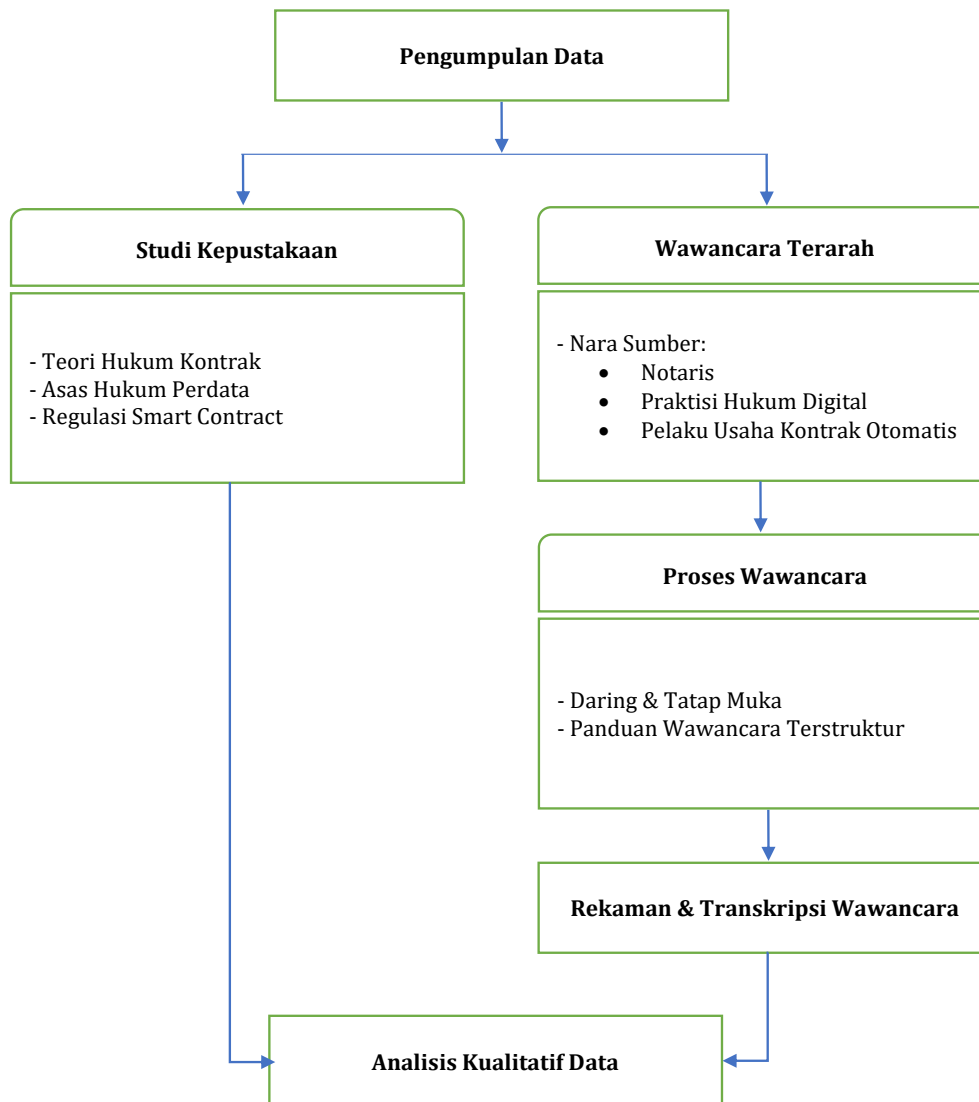 Pengumpulan Data
Studi Kepustakaan
- Teori Hukum Kontrak
- Asas Hukum Perdata
- Regulasi Smart Contract
Wawancara Terarah
- Nara Sumber:
• Notaris
• Praktisi Hukum Digital
• Pelaku Usaha Kontrak Otomatis
Proses Wawancara
- Daring & Tatap Muka
- Panduan Wawancara Terstruktur
Rekaman & Transkripsi Wawancara
Analisis Kualitatif Data